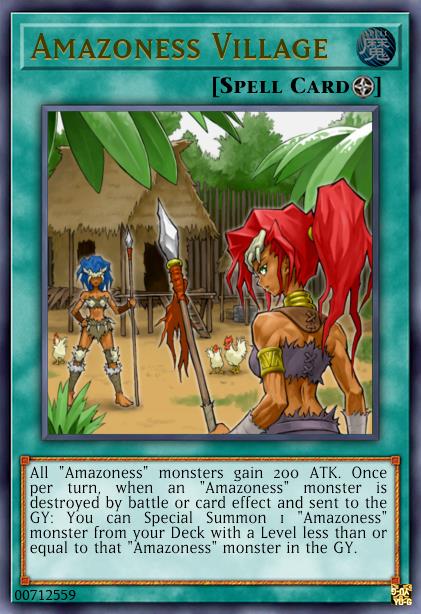 Amazoness Village
魔
[Spell Card]
All "Amazoness" monsters gain 200 ATK. Once
per turn, when an "Amazoness" monster is
destroyed by battle or card effect and sent to the
GY: You can Special Summon 1 "Amazoness"
monster from your Deck with a Level less than or
equal to that "Amazoness" monster in the GY.
00712559